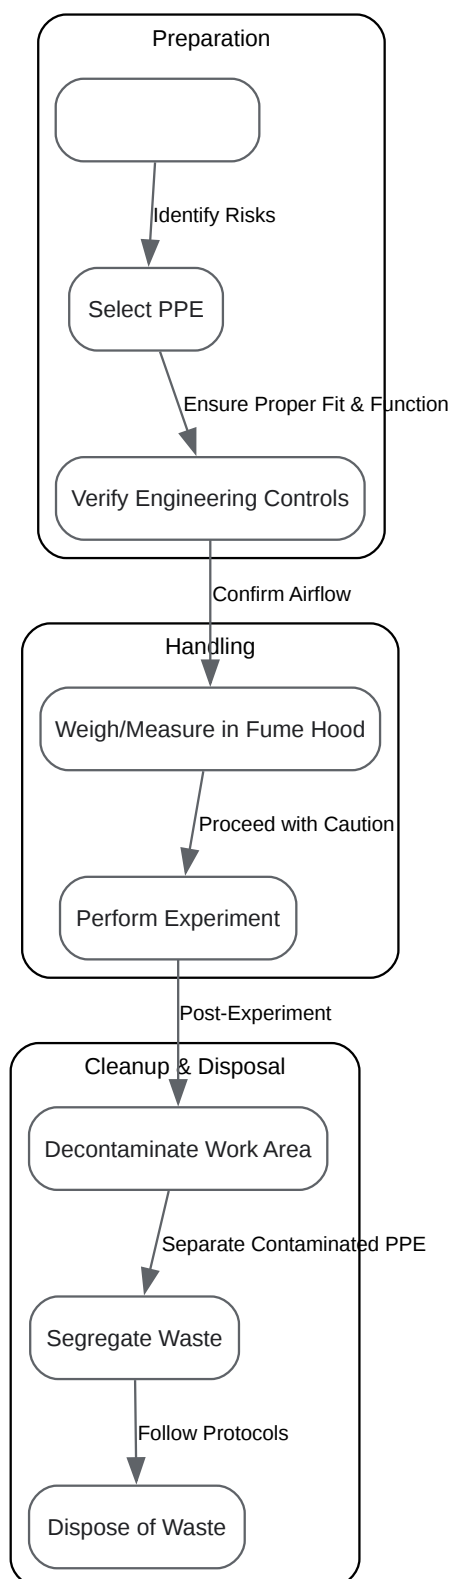 Preparation
Identify Risks
Select PPE
Ensure Proper Fit & Function
Verify Engineering Controls
Confirm Airflow
Handling
Weigh/Measure in Fume Hood
Proceed with Caution
Perform Experiment
Post-Experiment
Cleanup & Disposal
Decontaminate Work Area
Separate Contaminated PPE
Segregate Waste
Follow Protocols
Dispose of Waste